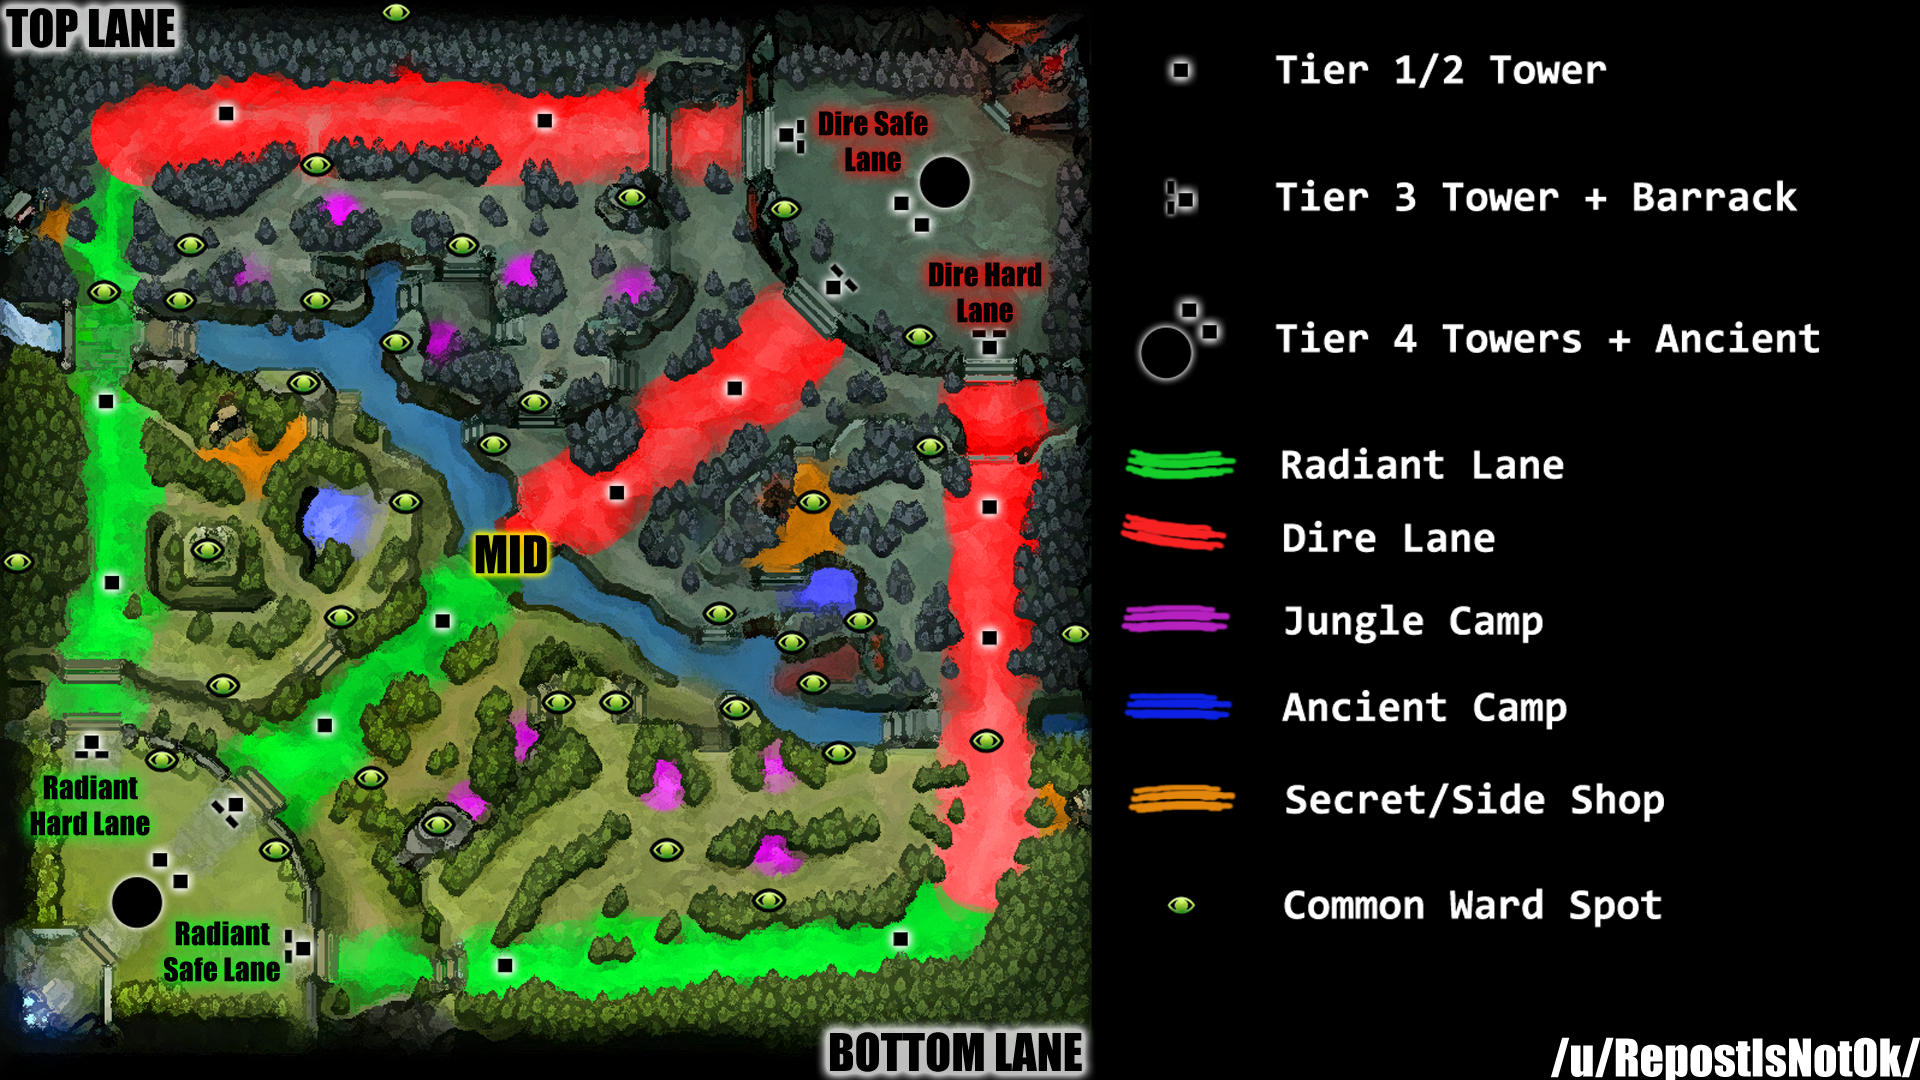 TOP LANE
Dire Safe
Lane
Dire Hard
Lane
MID
Radiant
Hard Lane
Radiant
Safe Lane
BOTTOM LANE
Tier 1/2 Tower
Tier 3 Tower + Barrack
Tier 4 Towers + Ancient
Radiant Lane
Dire Lane
Jungle Camp
Ancient Camp
Secret/Side Shop
Common Ward Spot
/u/RepostIsNotOk/